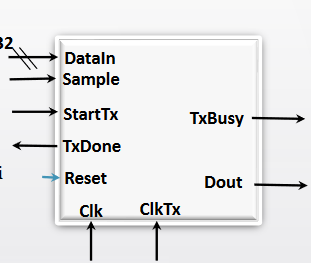 32
DataIn
Sample
StartTx
TxBusy
TxDone
i
Reset
Dout
Clk ClkTx